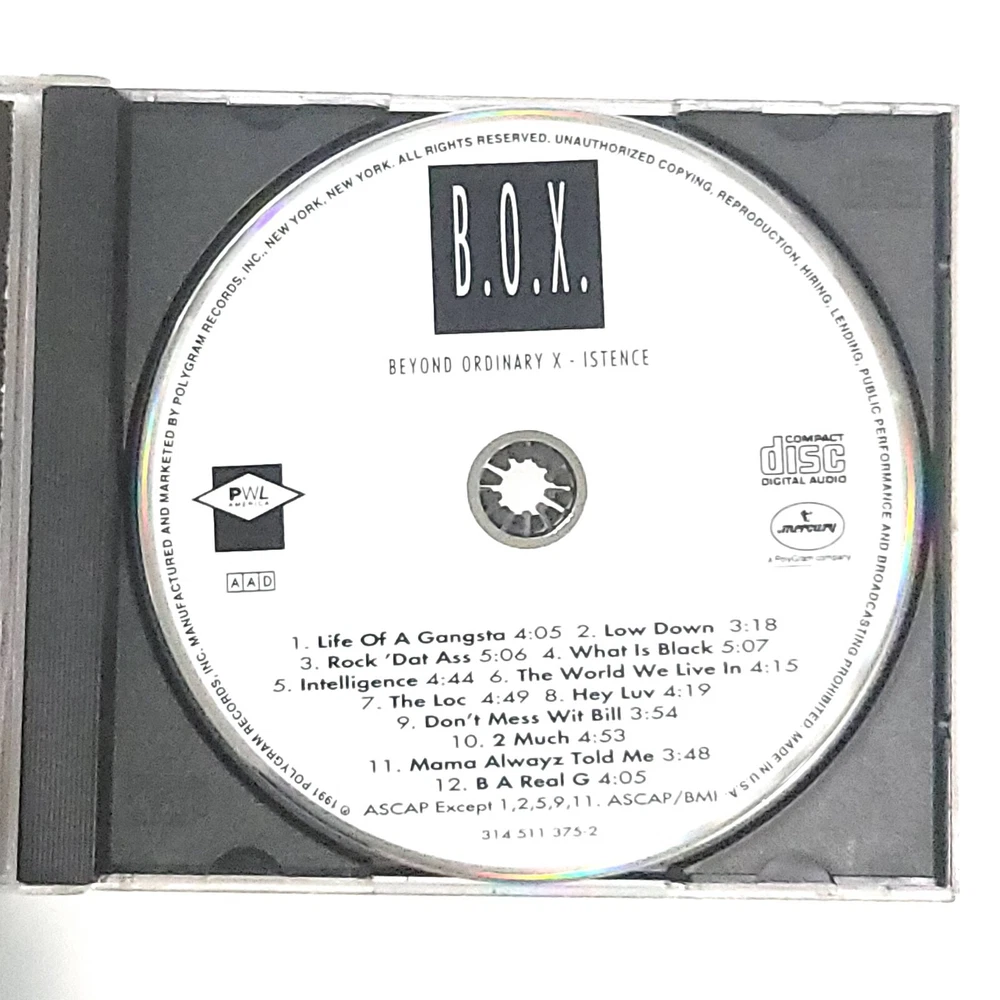 B.O.X.
BEYOND ORDINARY X - ISTENCE
PWL
AMERICA
AAD
COMPACT
disc
DIGITAL AUDIO
mercury
a PolyGram company
1. Life Of A Gangsta 4:05 2. Low Down 3:18
3. Rock 'Dat Ass 5:06 4. What Is Black 5:07
5. Intelligence 4:44 6. The World We Live In 4:15
7. The Loc 4:49 8. Hey Luv 4:19
9. Don't Mess Wit Bill 3:54
10. 2 Much 4:53
11. Mama Alwayz Told Me 3:48
12. B A Real G 4:05
ASCAP Except 1,2,5,9,11. ASCAP/BMI
314 511 375-2
℗ 1991 POLYGRAM RECORDS, INC. MANUFACTURED AND MARKETED BY POLYGRAM RECORDS, INC., NEW YORK, NEW YORK. ALL RIGHTS RESERVED. UNAUTHORIZED COPYING, REPRODUCTION, HIRING, LENDING, PUBLIC PERFORMANCE AND BROADCASTING PROHIBITED. MADE IN U.S.A.